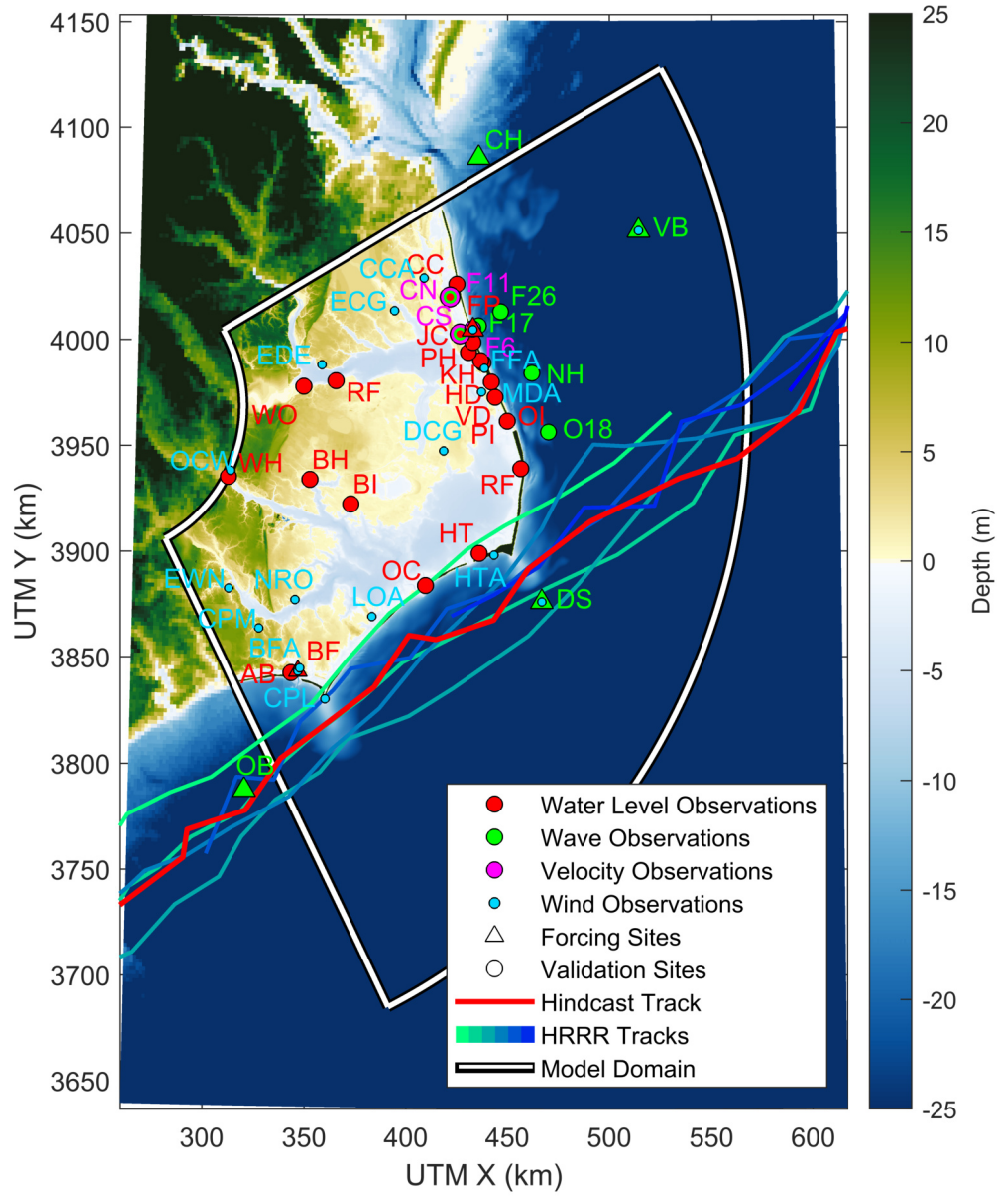 4150
4100
4050
4000
3950
3900
3850
3800
3750
3700
3650
UTM Y (km)
300
350
400
450
500
550
600
UTM X (km)
25
20
15
10
5
0
-5
-10
-15
-20
-25
Depth (m)
CH
VB
CCA
CC
CN
F11
F26
ECG
FP
CS
F17
JC
F6
PH
FFA
EDE
RF
KH
NH
HD
MDA
WO
VD
OI
DCG
PI
O18
OCW
WH
BH
BI
RF
HT
EWN
NRO
OC
HTA
LOA
DS
CPM
BFA
BF
AB
CPL
OB
Water Level Observations
Wave Observations
Velocity Observations
Wind Observations
Forcing Sites
Validation Sites
Hindcast Track
HRRR Tracks
Model Domain